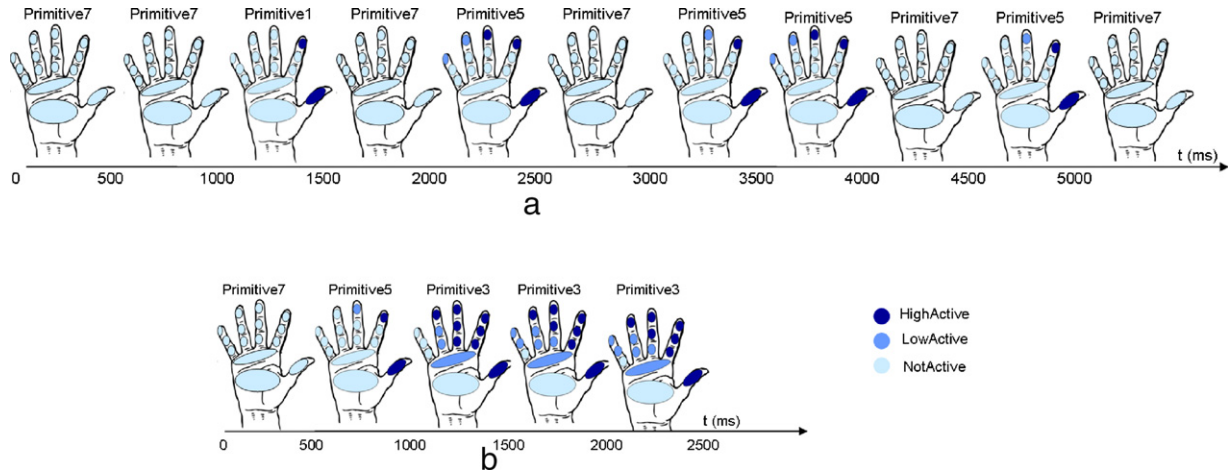 Primitive7 Primitive7 Primitive1 Primitive7 Primitive5 Primitive7 Primitive5 Primitive5 Primitive7 Primitive5 Primitive7
t (ms)
0 500 1000 1500 2000 2500 3000 3500 4000 4500 5000
a
Primitive7 Primitive5 Primitive3 Primitive3 Primitive3
HighActive
LowActive
NotActive
t (ms)
0 500 1000 1500 2000 2500
b